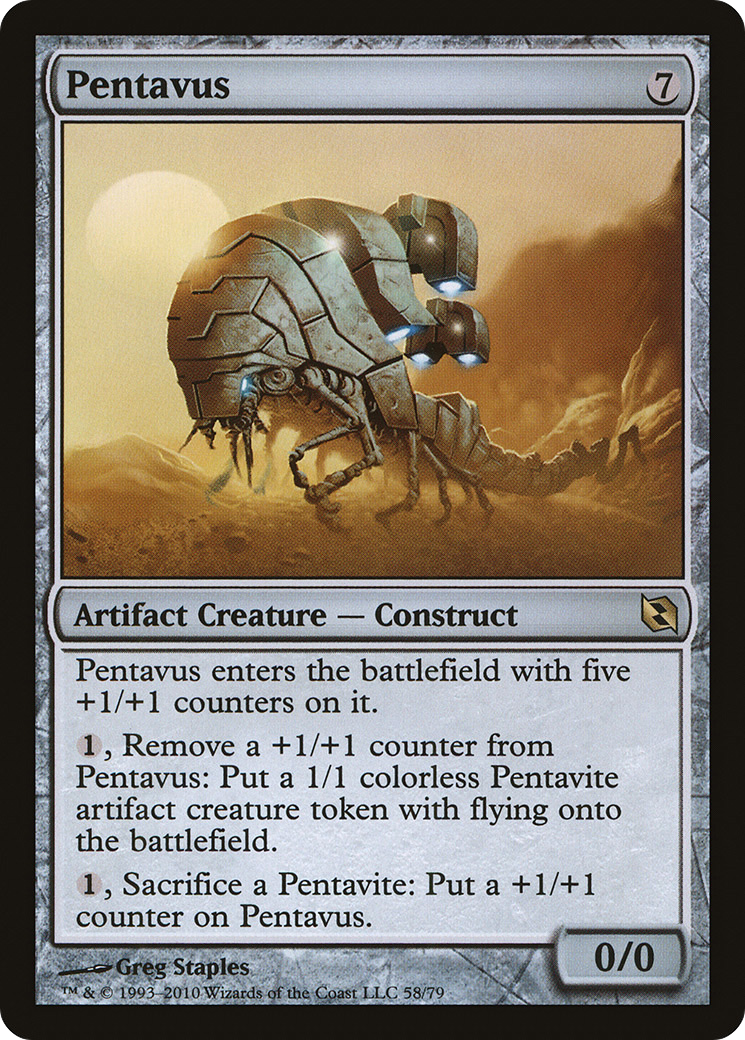 Pentavus 7
Artifact Creature — Construct
Pentavus enters the battlefield with five
+1/+1 counters on it.
1, Remove a +1/+1 counter from
Pentavus: Put a 1/1 colorless Pentavite
artifact creature token with flying onto
the battlefield.
1, Sacrifice a Pentavite: Put a +1/+1
counter on Pentavus.
0/0
Greg Staples
™ & © 1993–2010 Wizards of the Coast LLC 58/79